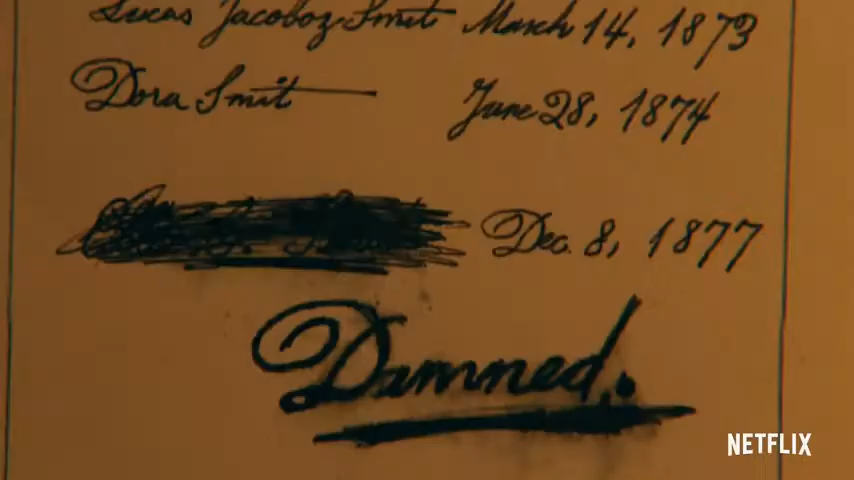 Lucas Jacoboz Smit March 14, 1873
Dora Smit June 28, 1874
Dec. 8, 1877
Damned.
NETFLIX